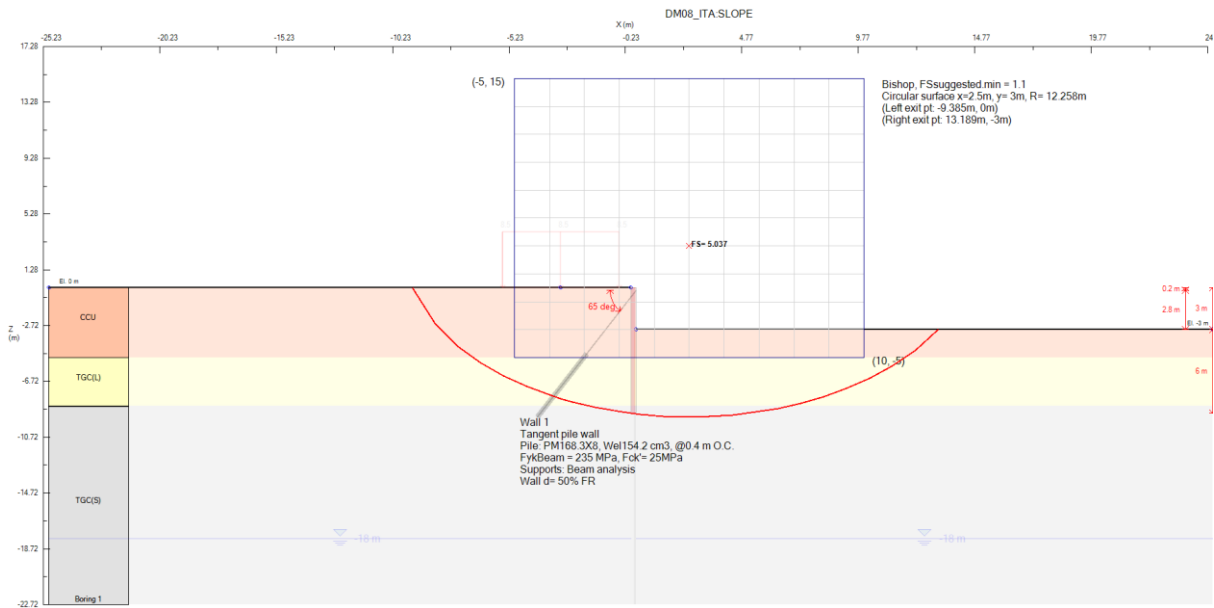 DM08_ITA:SLOPE
X (m)
-25.23
-20.23
-15.23
-10.23
-5.23
-0.23
4.77
9.77
14.77
19.77
24
17.28
(-5, 15)
Bishop, FSsuggested.min = 1.1
Circular surface x=2.5m, y= 3m, R= 12.258m
(Left exit pt: -9.385m, 0m)
(Right exit pt: 13.189m, -3m)
13.28
9.28
5.28
FS= 5.037
1.28
El. 0 m
65 deg
0.2 m
2.8 m
3 m
El. -3 m
CCU
-2.72
Z
(m)
(10, -5)
TGC(L)
-6.72
6 m
Wall 1
Tangent pile wall
Pile: PM168.3X8, Wel154.2 cm3, @0.4 m O.C.
FykBeam = 235 MPa, Fck'= 25MPa
Supports: Beam analysis
Wall d= 50% FR
-10.72
TGC(S)
-14.72
-18 m
-18 m
-18.72
Boring 1
-22.72